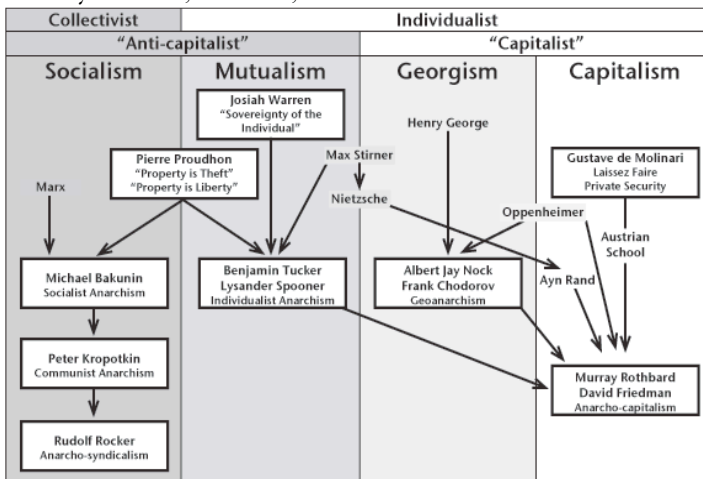 Collectivist
Individualist
“Anti-capitalist”
“Capitalist”
Socialism
Mutualism
Georgism
Capitalism
Josiah Warren
“Sovereignty of the
Individual”
Henry George
Pierre Proudhon
“Property is Theft”
“Property is Liberty”
Max Stirner
Gustave de Molinari
Laissez Faire
Private Security
Marx
Nietzsche
Oppenheimer
Austrian
School
Michael Bakunin
Socialist Anarchism
Benjamin Tucker
Lysander Spooner
Individualist Anarchism
Albert Jay Nock
Frank Chodorov
Geoanarchism
Ayn Rand
Peter Kropotkin
Communist Anarchism
Murray Rothbard
David Friedman
Anarcho-capitalism
Rudolf Rocker
Anarcho-syndicalism